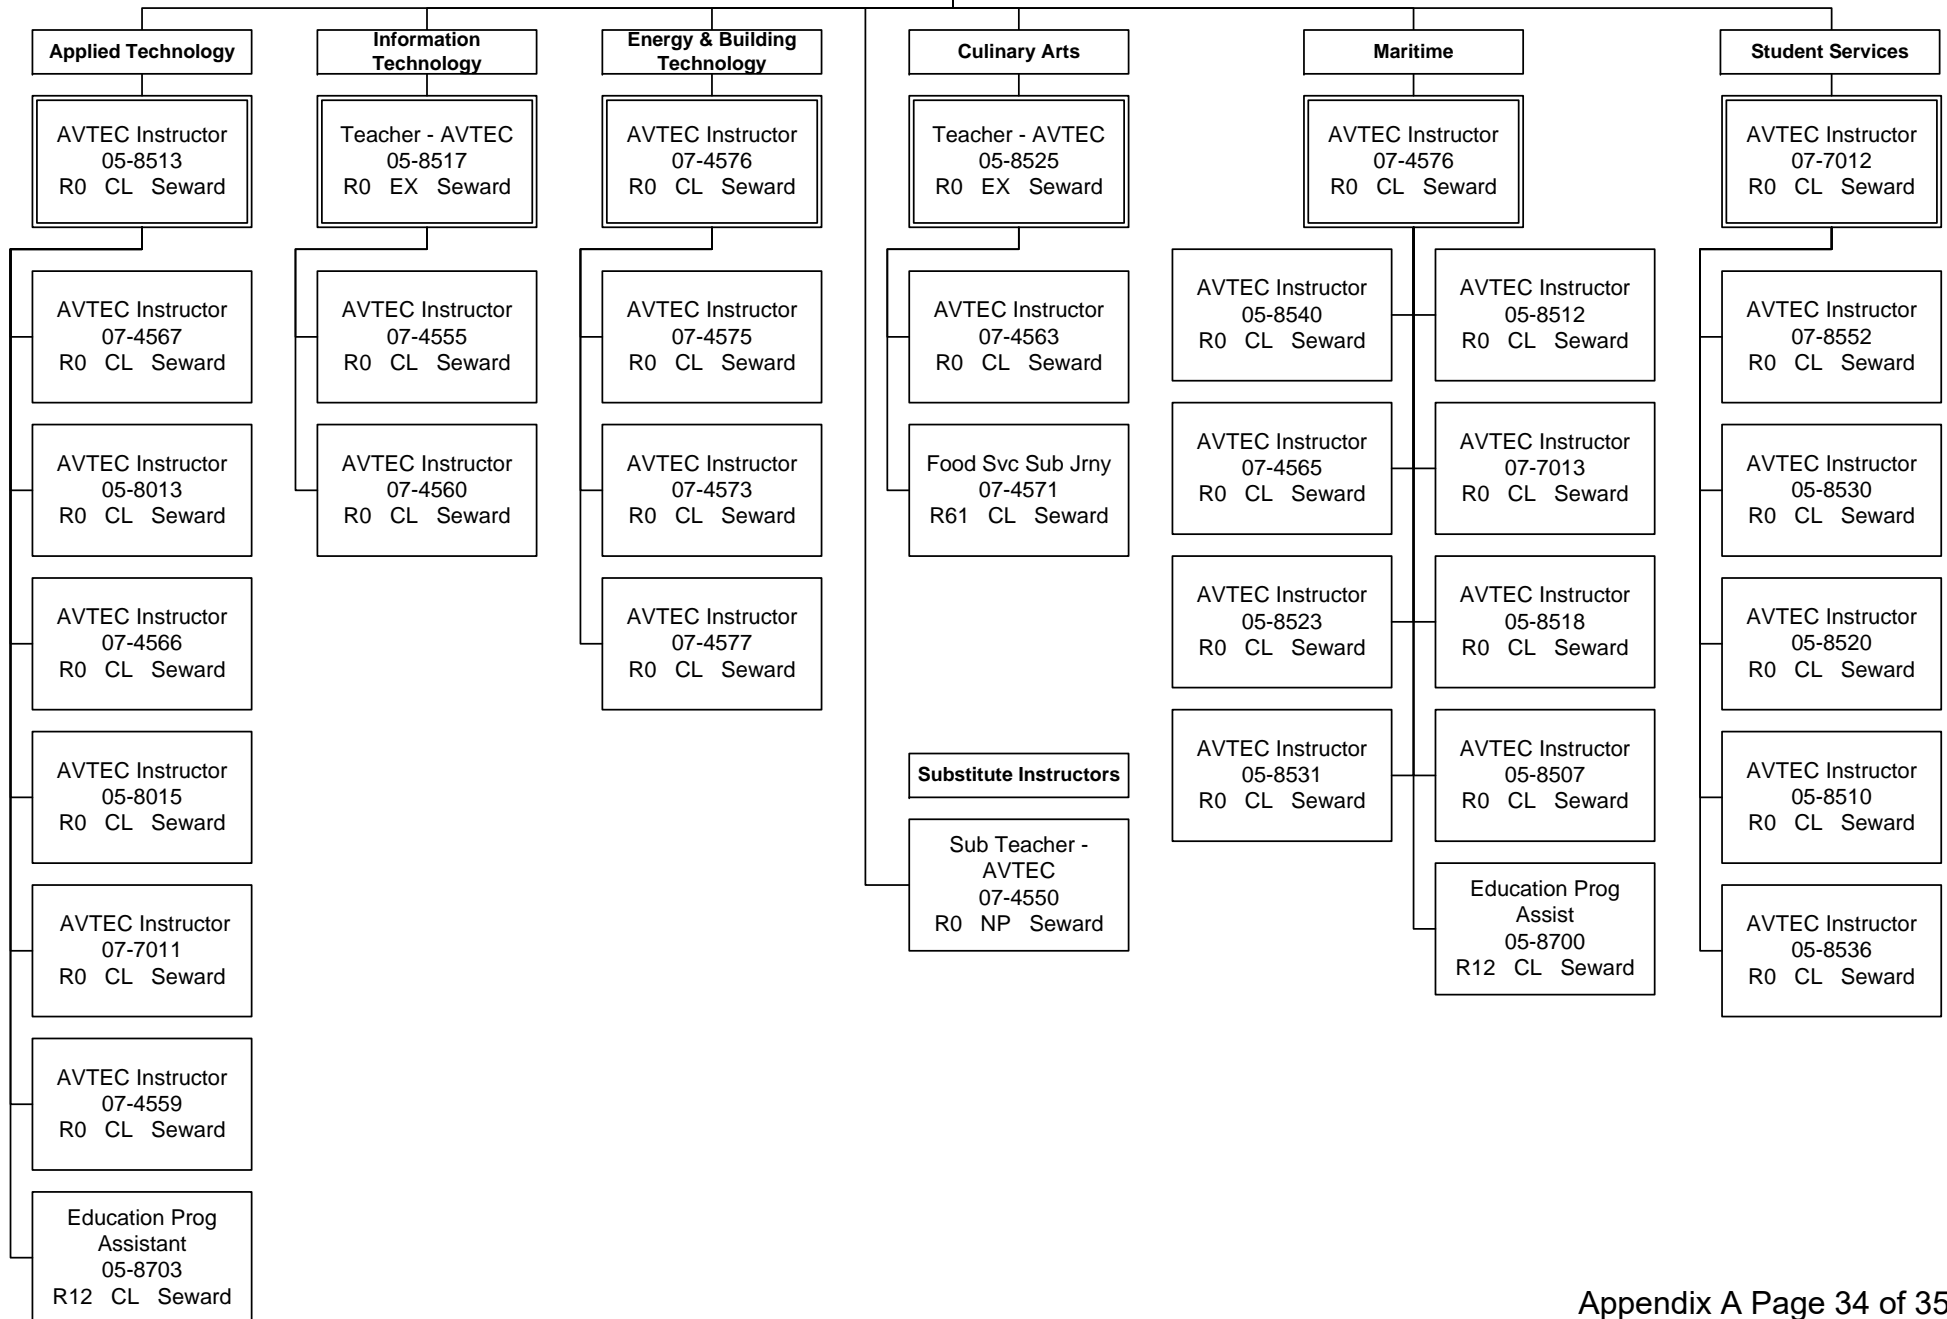 Applied Technology
AVTEC Instructor
05-8513
R0 CL Seward
AVTEC Instructor
07-4567
R0 CL Seward
AVTEC Instructor
05-8013
R0 CL Seward
AVTEC Instructor
07-4566
R0 CL Seward
AVTEC Instructor
05-8015
R0 CL Seward
AVTEC Instructor
07-7011
R0 CL Seward
AVTEC Instructor
07-4559
R0 CL Seward
Education Prog
Assistant
05-8703
R12 CL Seward
Information
Technology
Teacher - AVTEC
05-8517
R0 EX Seward
AVTEC Instructor
07-4555
R0 CL Seward
AVTEC Instructor
07-4560
R0 CL Seward
Energy & Building
Technology
AVTEC Instructor
07-4576
R0 CL Seward
AVTEC Instructor
07-4575
R0 CL Seward
AVTEC Instructor
07-4573
R0 CL Seward
AVTEC Instructor
07-4577
R0 CL Seward
Culinary Arts
Teacher - AVTEC
05-8525
R0 EX Seward
AVTEC Instructor
07-4563
R0 CL Seward
Food Svc Sub Jrny
07-4571
R61 CL Seward
Substitute Instructors
Sub Teacher -
AVTEC
07-4550
R0 NP Seward
Maritime
AVTEC Instructor
07-4576
R0 CL Seward
AVTEC Instructor
05-8540
R0 CL Seward
AVTEC Instructor
05-8512
R0 CL Seward
AVTEC Instructor
07-4565
R0 CL Seward
AVTEC Instructor
07-7013
R0 CL Seward
AVTEC Instructor
05-8523
R0 CL Seward
AVTEC Instructor
05-8518
R0 CL Seward
AVTEC Instructor
05-8531
R0 CL Seward
AVTEC Instructor
05-8507
R0 CL Seward
Education Prog
Assist
05-8700
R12 CL Seward
Student Services
AVTEC Instructor
07-7012
R0 CL Seward
AVTEC Instructor
07-8552
R0 CL Seward
AVTEC Instructor
05-8530
R0 CL Seward
AVTEC Instructor
05-8520
R0 CL Seward
AVTEC Instructor
05-8510
R0 CL Seward
AVTEC Instructor
05-8536
R0 CL Seward
Appendix A Page 34 of 35